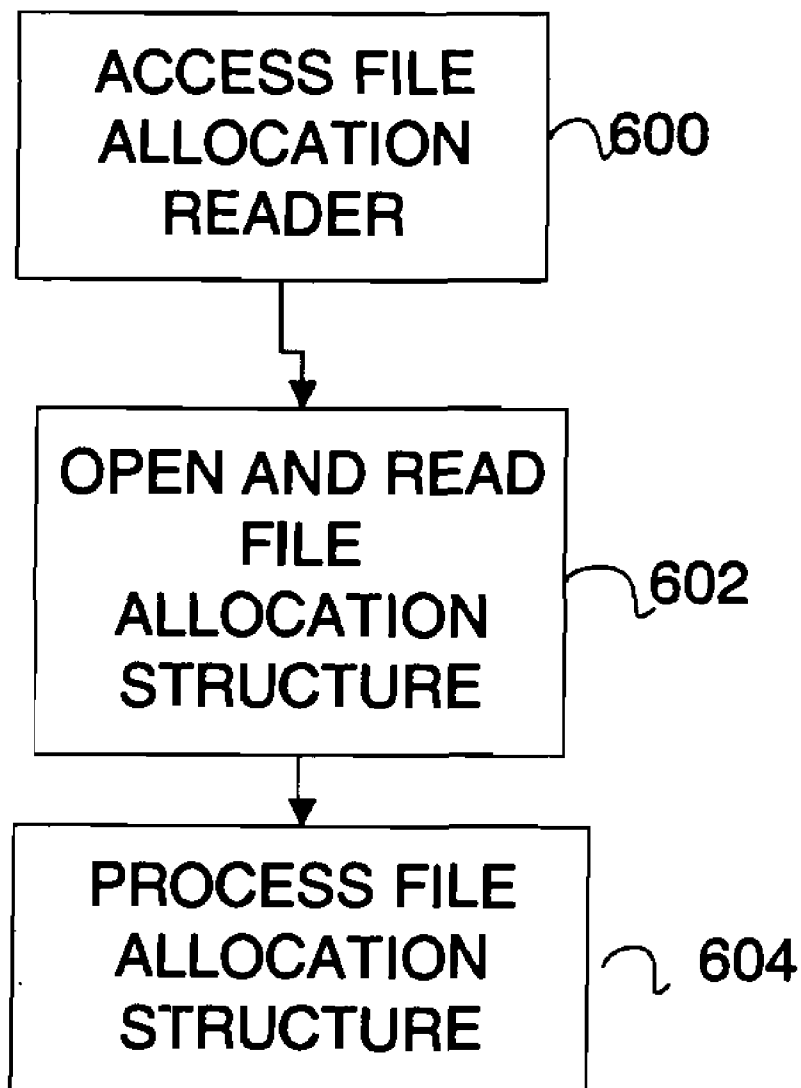 ACCESS FILE
ALLOCATION
READER
600
OPEN AND READ
FILE
ALLOCATION
STRUCTURE
602
PROCESS FILE
ALLOCATION
STRUCTURE
604